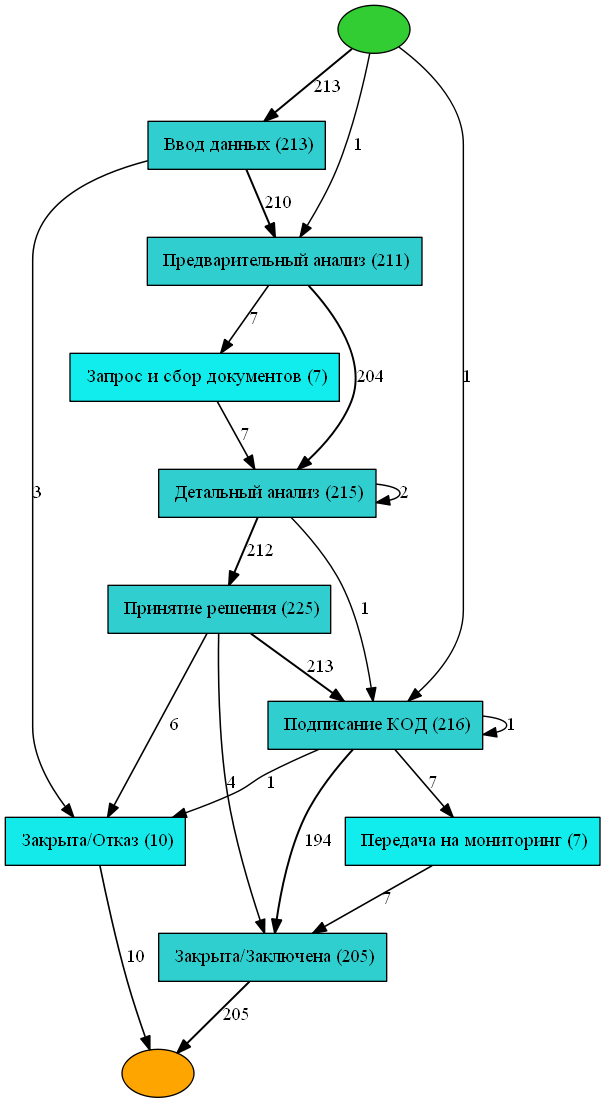 213
1
Ввод данных (213)
210
Предварительный анализ (211)
7
Запрос и сбор документов (7)
204
1
7
Детальный анализ (215)
2
3
212
Принятие решения (225)
1
213
6
Подписание КОД (216)
1
4
1
194
7
Закрыта/Отказ (10)
Передача на мониторинг (7)
7
Закрыта/Заключена (205)
10
205